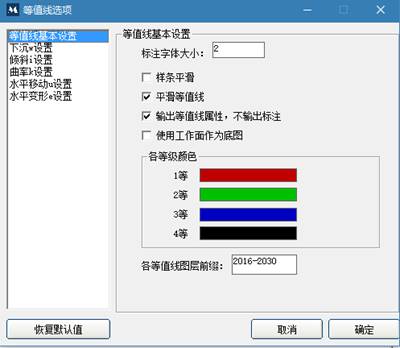 等值线选项
等值线基本设置
下沉w设置
倾斜i设置
曲率k设置
水平移动u设置
水平变形e设置
等值线基本设置
标注字体大小: 2
样条平滑
平滑等值线
输出等值线属性，不输出标注
使用工作面作为底图
各等级颜色
1等
2等
3等
4等
各等值线图层前缀: 2016-2030
恢复默认值
取消
确定